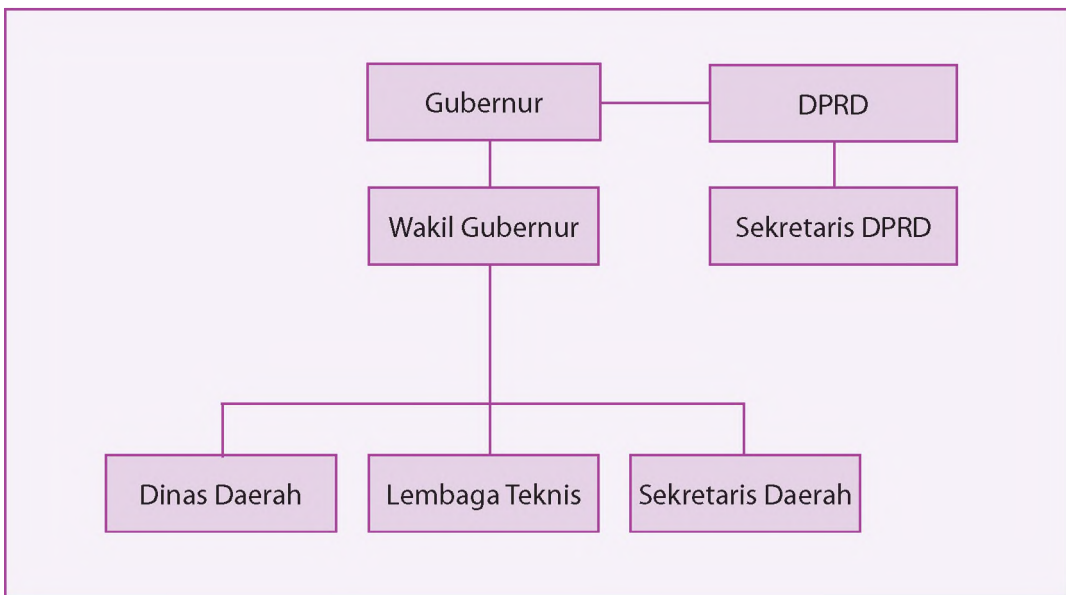 Gubernur
DPRD
Wakil Gubernur
Sekretaris DPRD
Dinas Daerah
Lembaga Teknis
Sekretaris Daerah